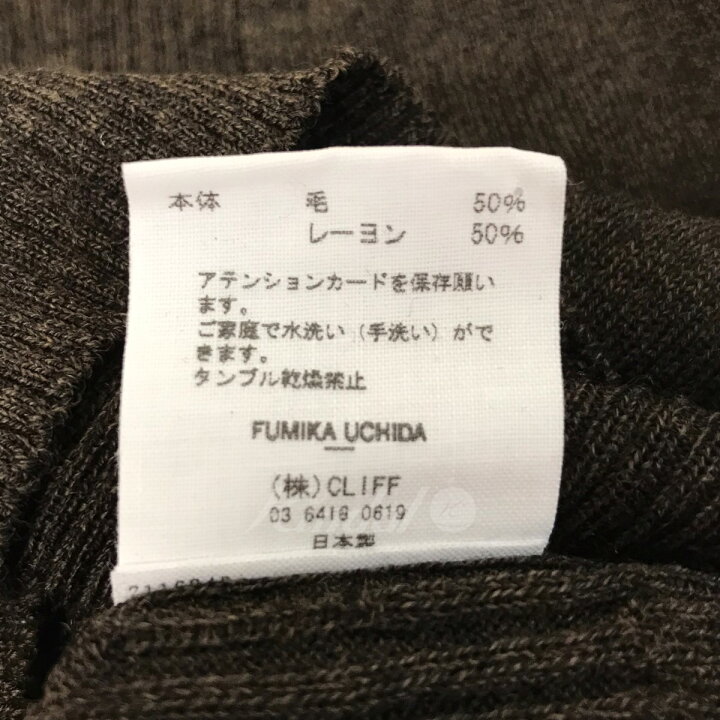 本体 毛 50%
レーヨン 50%
アテンションカードを保存願い
ます。
ご家庭で水洗い（手洗い）がで
きます。
タンブル乾燥禁止
FUMIKA UCHIDA
(株)CLIFF
03 6416 0619
日本製